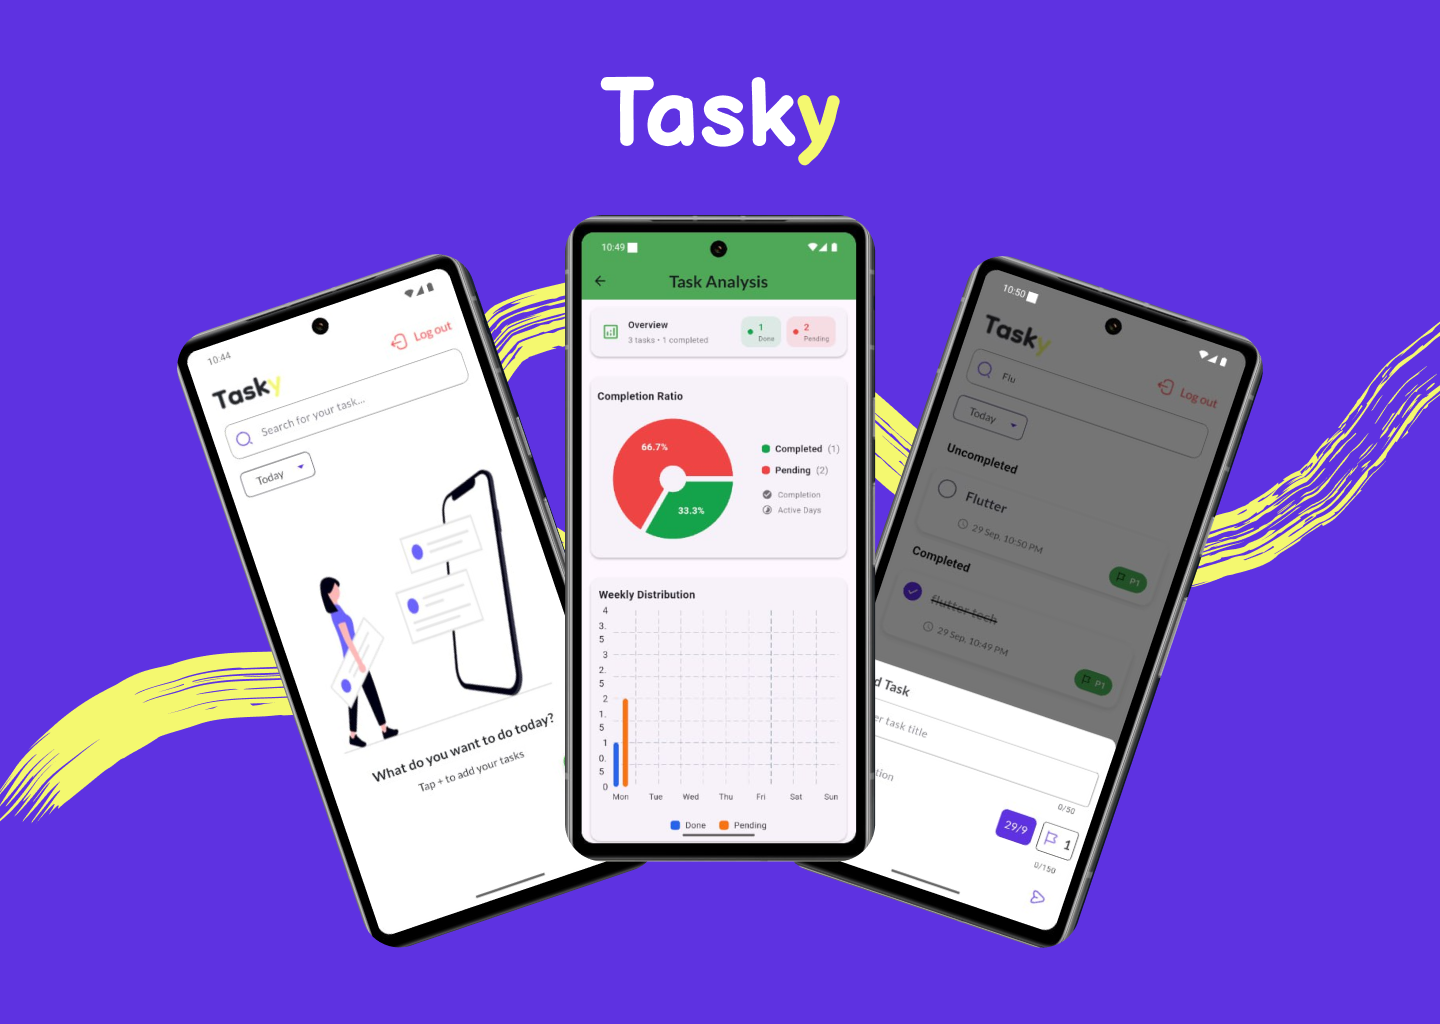 Tasky
10:44
Log out
Tasky
Search for your task...
Today
What do you want to do today?
Tap + to add your tasks
10:49
Task Analysis
Overview
3 tasks • 1 completed
1
Done
2
Pending
Completion Ratio
66.7%
33.3%
Completed (1)
Pending (2)
Completion
Active Days
Weekly Distribution
4
3.
5
3
2.
5
2
1.
5
1
0.
5
0
Mon Tue Wed Thu Fri Sat Sun
Done Pending
10:50
Tasky
Log out
Flu
Today
Uncompleted
Flutter
29 Sep, 10:50 PM
P1
Completed
flutter tech
29 Sep, 10:49 PM
P1
d Task
er task title
0/50
tion
29/9
1
0/150